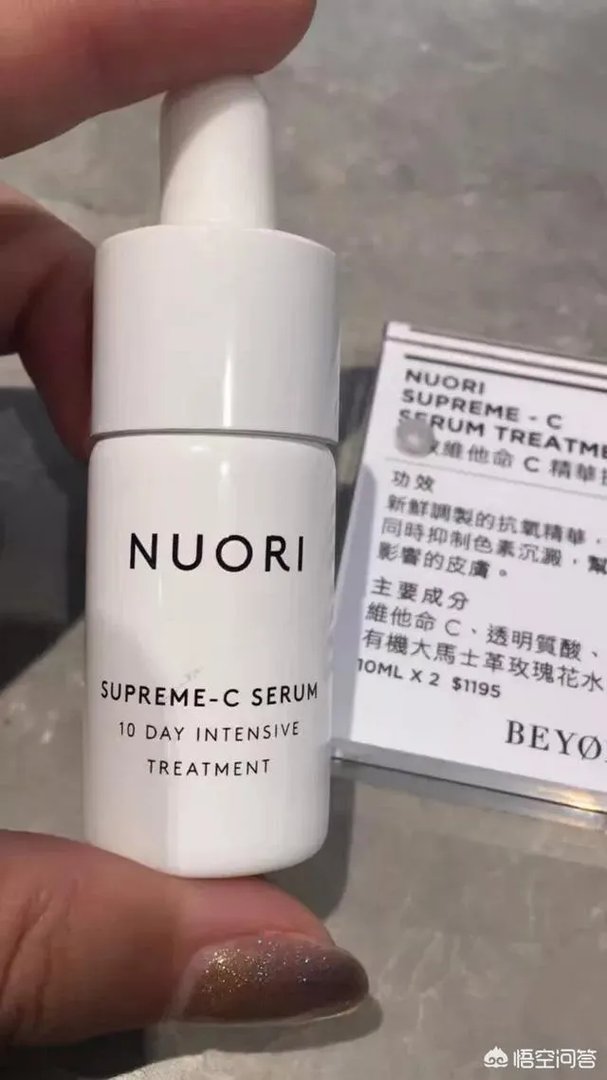 NUORI
SUPREME-C SERUM
10 DAY INTENSIVE
TREATMENT
NUORI
SUPREME - C
SERUM TREATME
維他命 C 精華
功效
新鮮調製的抗氧精華,
同時抑制色素沉澱,幫
影響的皮膚。
主要成分
維他命 C、透明質酸、
有機大馬士革玫瑰花水
10ML X 2 $1195
BEYØ
悟空问答